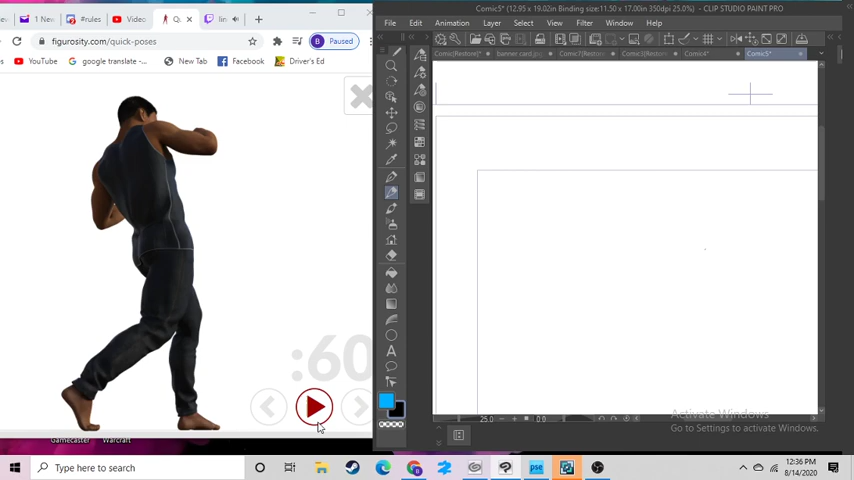 1 New
#rules
Video
Qu
lin
Comic5* (12.95 x 19.02in Binding size:11.50 x 17.00in 350dpi 25.0%) - CLIP STUDIO PAINT PRO
File
Edit
Animation
Layer
Select
View
Filter
Window
Help
figurosity.com/quick-poses
Paused
YouTube
google translate -...
New Tab
Facebook
Driver's Ed
Comic4*
Comic5*
:60
A
25.0
0.0
Activate Windows
Go to Settings to activate Windows.
Gamecaster
Warcraft
Type here to search
pse
12:36 PM
8/14/2020